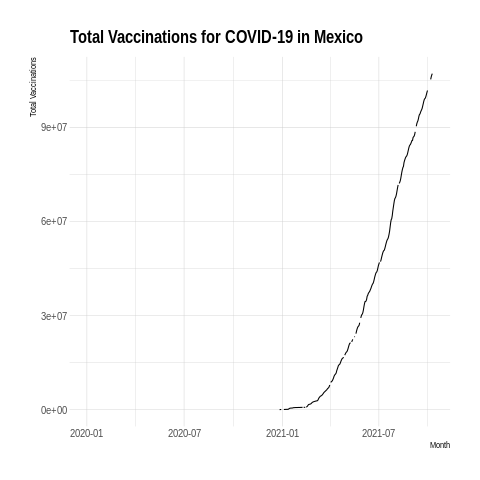 Total Vaccinations for COVID-19 in Mexico
Total Vaccinations
9e+07
6e+07
3e+07
0e+00
2020-01 2020-07 2021-01 2021-07
Month